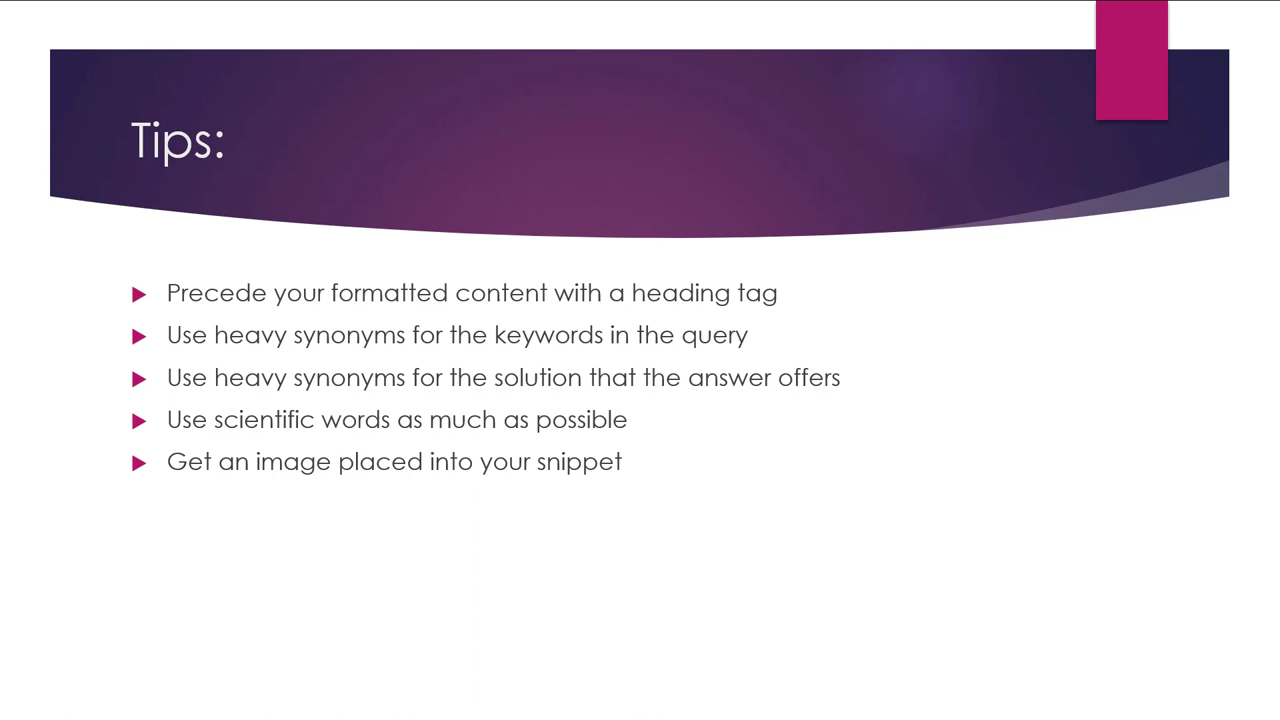 Tips:
Precede your formatted content with a heading tag
Use heavy synonyms for the keywords in the query
Use heavy synonyms for the solution that the answer offers
Use scientific words as much as possible
Get an image placed into your snippet